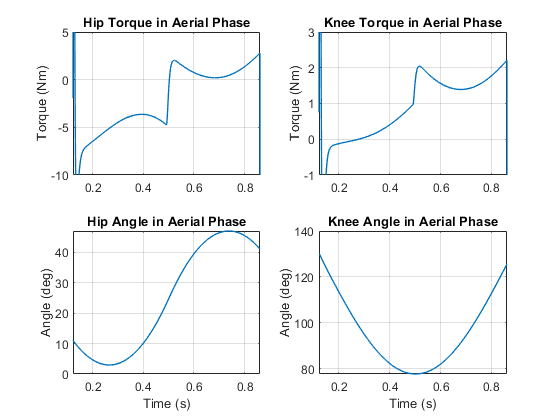 Hip Torque in Aerial Phase
Torque (Nm)
5
0
-5
-10
0.2 0.4 0.6 0.8
Knee Torque in Aerial Phase
Torque (Nm)
3
2
1
0
-1
0.2 0.4 0.6 0.8
Hip Angle in Aerial Phase
Angle (deg)
40
30
20
10
0
0.2 0.4 0.6 0.8
Time (s)
Knee Angle in Aerial Phase
Angle (deg)
140
120
100
80
0.2 0.4 0.6 0.8
Time (s)